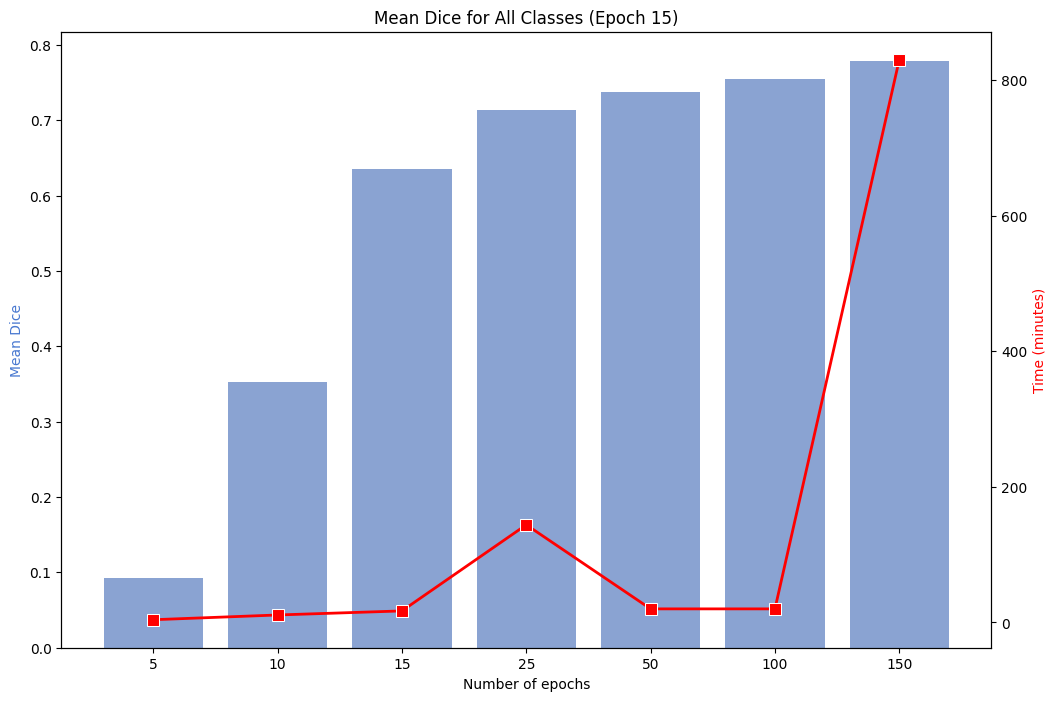 Mean Dice for All Classes (Epoch 15)
Mean Dice
0.8
0.7
0.6
0.5
0.4
0.3
0.2
0.1
0.0
5 10 15 25 50 100 150
Number of epochs
800
600
400
200
0
Time (minutes)